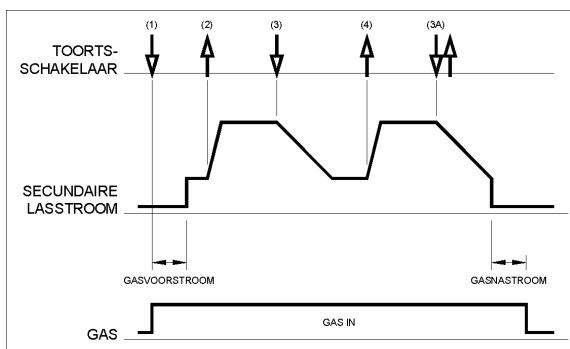 (1) (2) (3) (4) (3A)
TOORTS-
SCHAKELAAR
SECUNDAIRE
LASSTROOM
GASVOORSTROOM GASNASTROOM
GAS IN
GAS